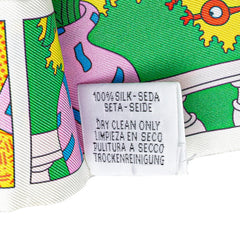 100% SILK-SEDA
SETA-SEIDE
DRY CLEAN ONLY
LIMPIEZA EN SECO
PULITURA A SECCO
TROCKENREINIGUNG